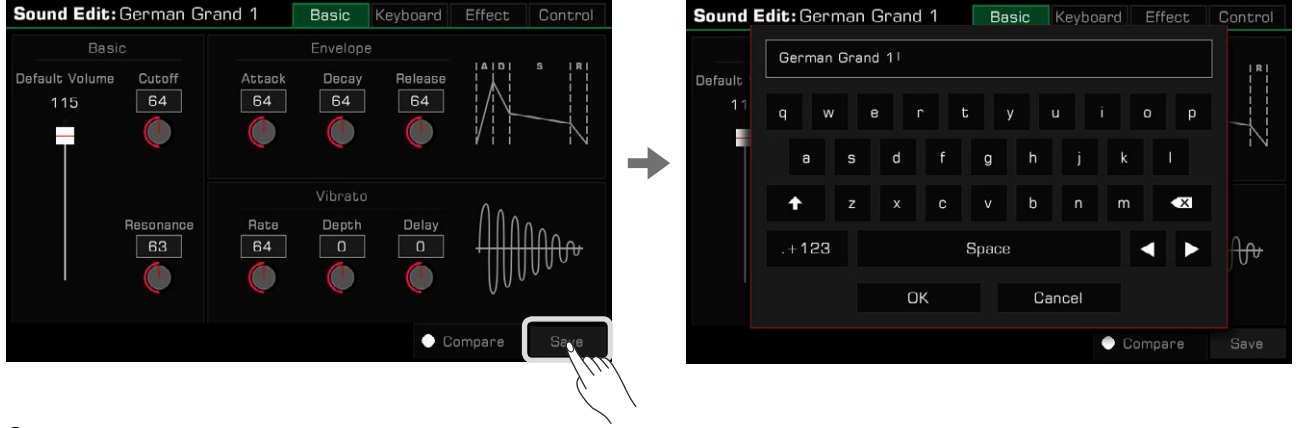 Sound Edit: German Grand 1 Basic Keyboard Effect Control
Basic
Default Volume Cutoff
115 64
Resonance
63
Envelope
Attack Decay Release
64 64 64
A D S R
Vibrato
Rate Depth Delay
64 0 0
Compare Save
Sound Edit: German Grand 1 Basic Keyboard Effect Control
German Grand 1
Default
11
R
q w e r t y u i o p
a s d f g h j k l
z x c v b n m
.+123 Space
OK Cancel
Compare Save